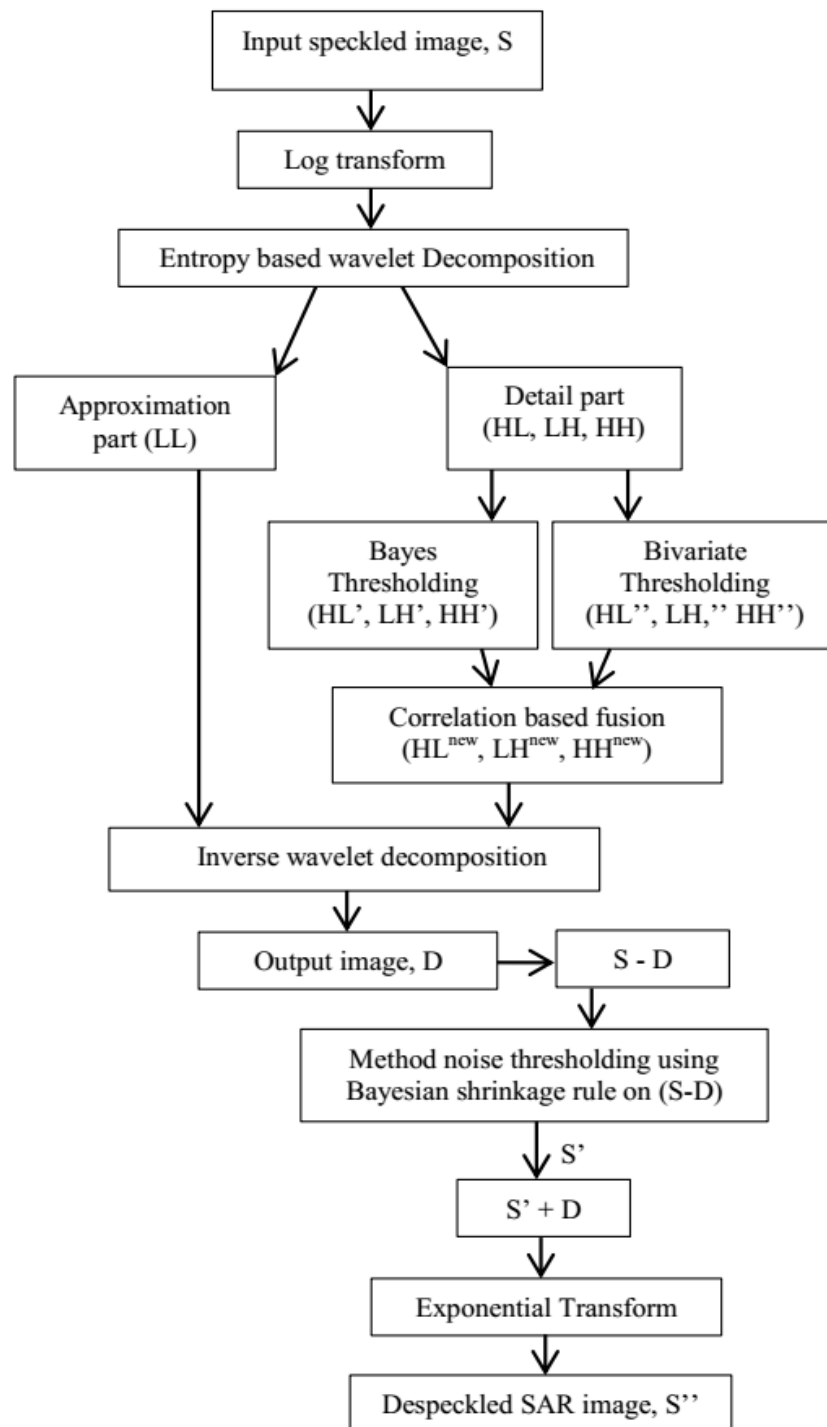 Input speckled image, S
Log transform
Entropy based wavelet Decomposition
Approximation
part (LL)
Detail part
(HL, LH, HH)
Bayes
Thresholding
(HL’, LH’, HH’)
Bivariate
Thresholding
(HL’’, LH,’’ HH’’)
Correlation based fusion
(HL^new, LH^new, HH^new)
Inverse wavelet decomposition
Output image, D
S - D
Method noise thresholding using
Bayesian shrinkage rule on (S-D)
S’
S’ + D
Exponential Transform
Despeckled SAR image, S’’